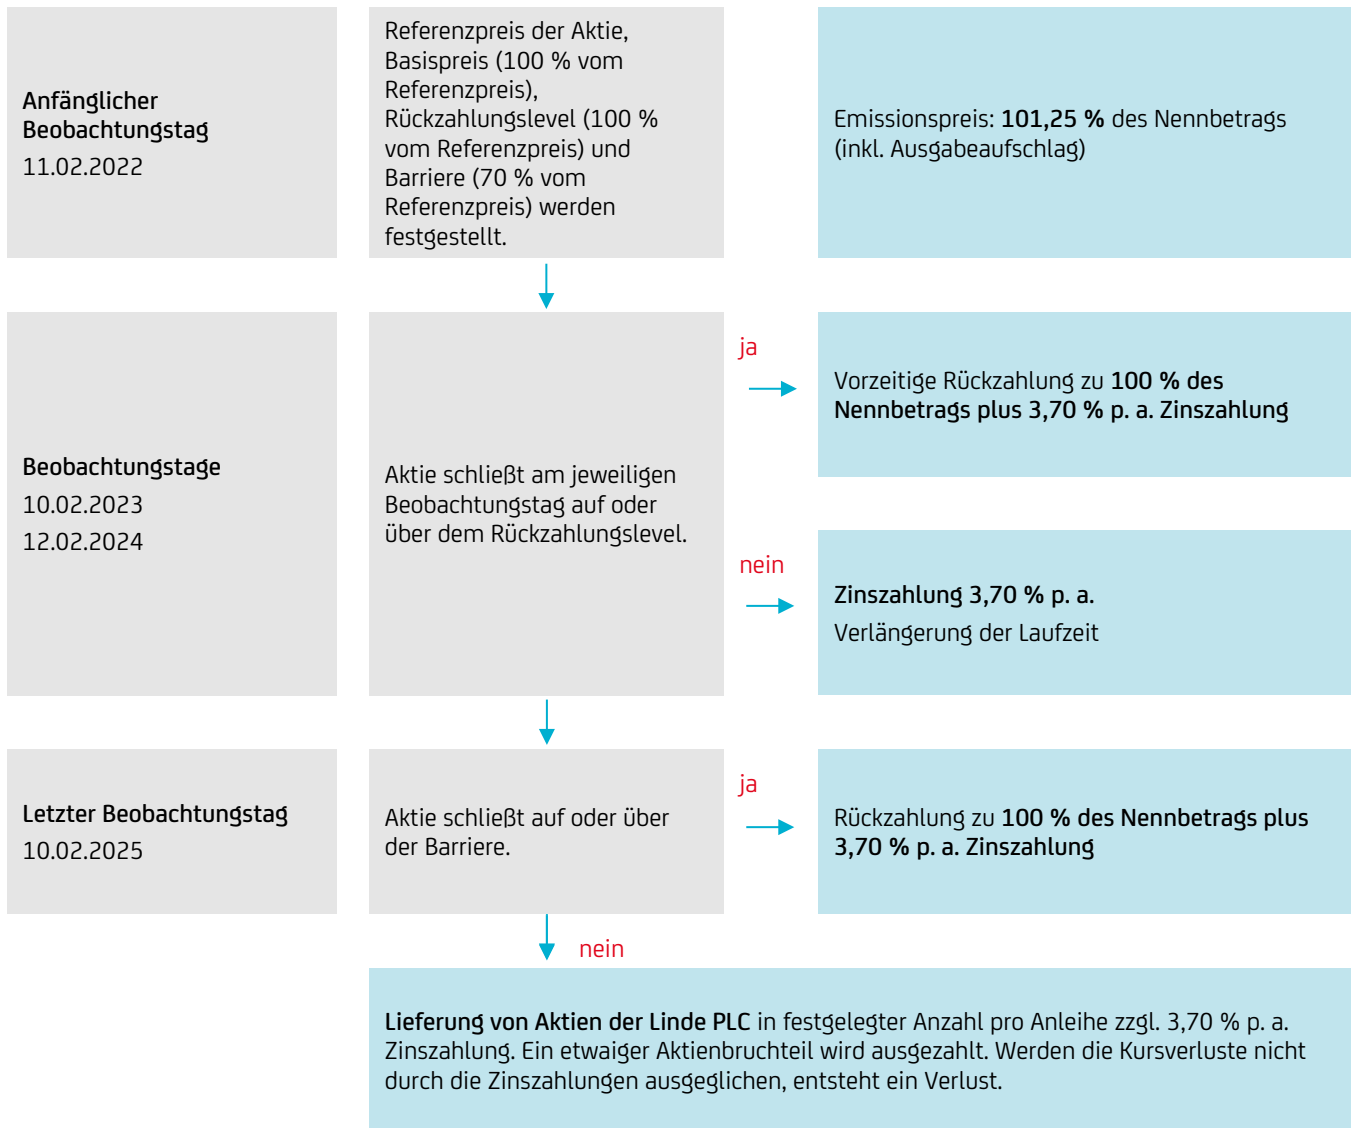 Anfänglicher
Beobachtungstag
11.02.2022
Referenzpreis der Aktie,
Basispreis (100 % vom
Referenzpreis),
Rückzahlungslevel (100 %
vom Referenzpreis) und
Barriere (70 % vom
Referenzpreis) werden
festgestellt.
Emissionspreis: 101,25 % des Nennbetrags
(inkl. Ausgabeaufschlag)
Beobachtungstage
10.02.2023
12.02.2024
Aktie schließt am jeweiligen
Beobachtungstag auf oder
über dem Rückzahlungslevel.
ja
Vorzeitige Rückzahlung zu 100 % des
Nennbetrags plus 3,70 % p. a. Zinszahlung
nein
Zinszahlung 3,70 % p. a.
Verlängerung der Laufzeit
Letzter Beobachtungstag
10.02.2025
Aktie schließt auf oder über
der Barriere.
ja
Rückzahlung zu 100 % des Nennbetrags plus
3,70 % p. a. Zinszahlung
nein
Lieferung von Aktien der Linde PLC in festgelegter Anzahl pro Anleihe zzgl. 3,70 % p. a.
Zinszahlung. Ein etwaiger Aktienbruchteil wird ausgezahlt. Werden die Kursverluste nicht
durch die Zinszahlungen ausgeglichen, entsteht ein Verlust.